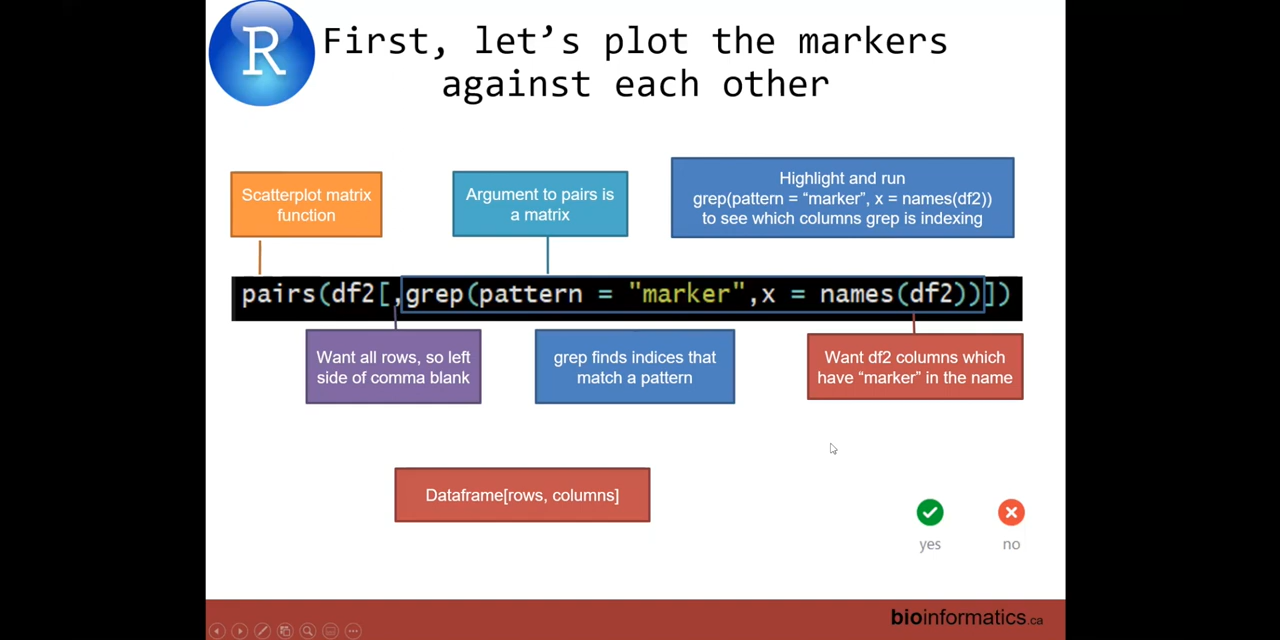 R
First, let’s plot the markers
against each other
Scatterplot matrix
function
Argument to pairs is
a matrix
Highlight and run
grep(pattern = “marker”, x = names(df2))
to see which columns grep is indexing
pairs(df2[,grep(pattern = "marker",x = names(df2))])
Want all rows, so left
side of comma blank
grep finds indices that
match a pattern
Want df2 columns which
have “marker” in the name
Dataframe[rows, columns]
yes
no
bioinformatics.ca